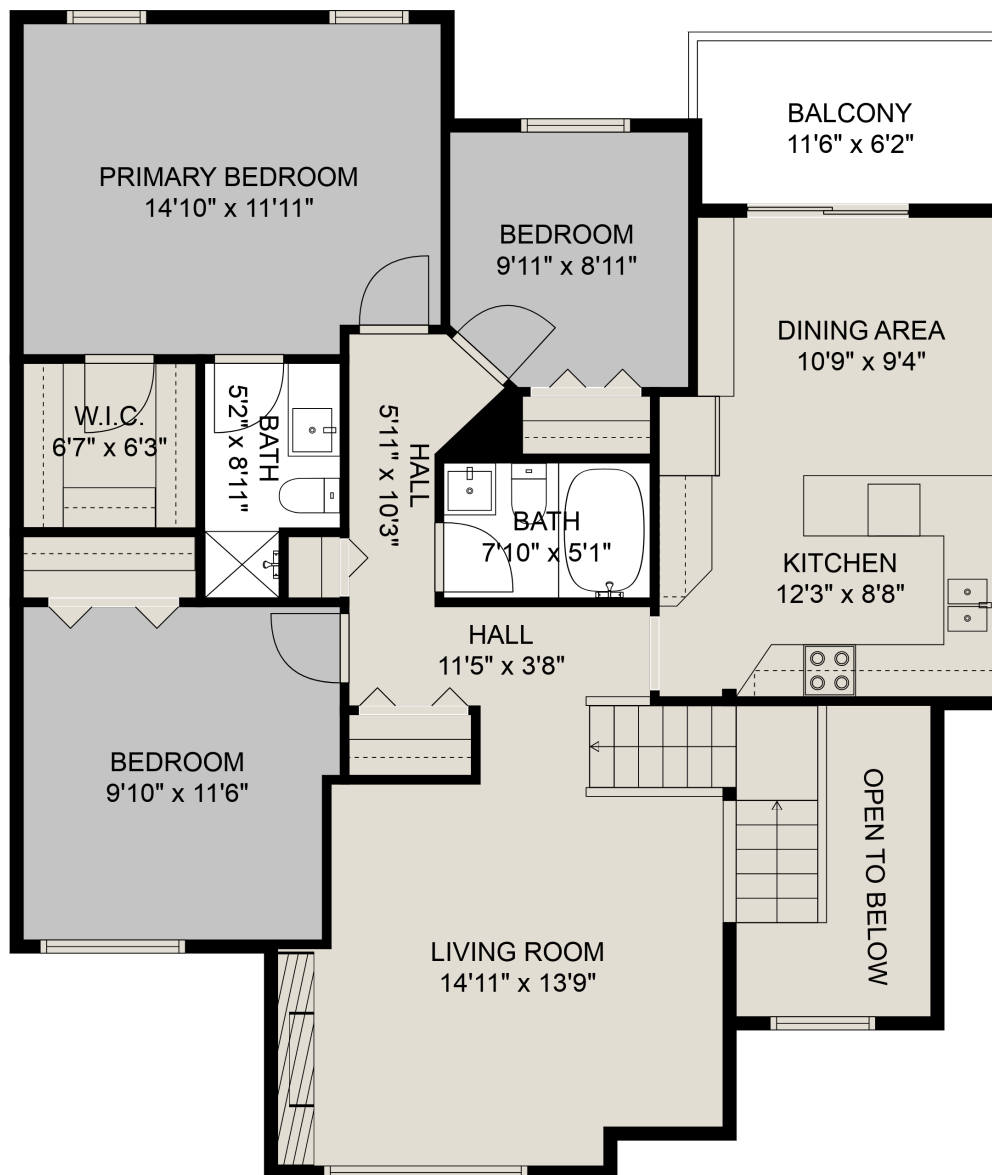 PRIMARY BEDROOM
14'10" x 11'11"
BALCONY
11'6" x 6'2"
BEDROOM
9'11" x 8'11"
DINING AREA
10'9" x 9'4"
W.I.C.
6'7" x 6'3"
BATH
5'2" x 8'11"
HALL
5'11" x 10'3"
BATH
7'10" x 5'1"
KITCHEN
12'3" x 8'8"
HALL
11'5" x 3'8"
BEDROOM
9'10" x 11'6"
OPEN TO BELOW
LIVING ROOM
14'11" x 13'9"